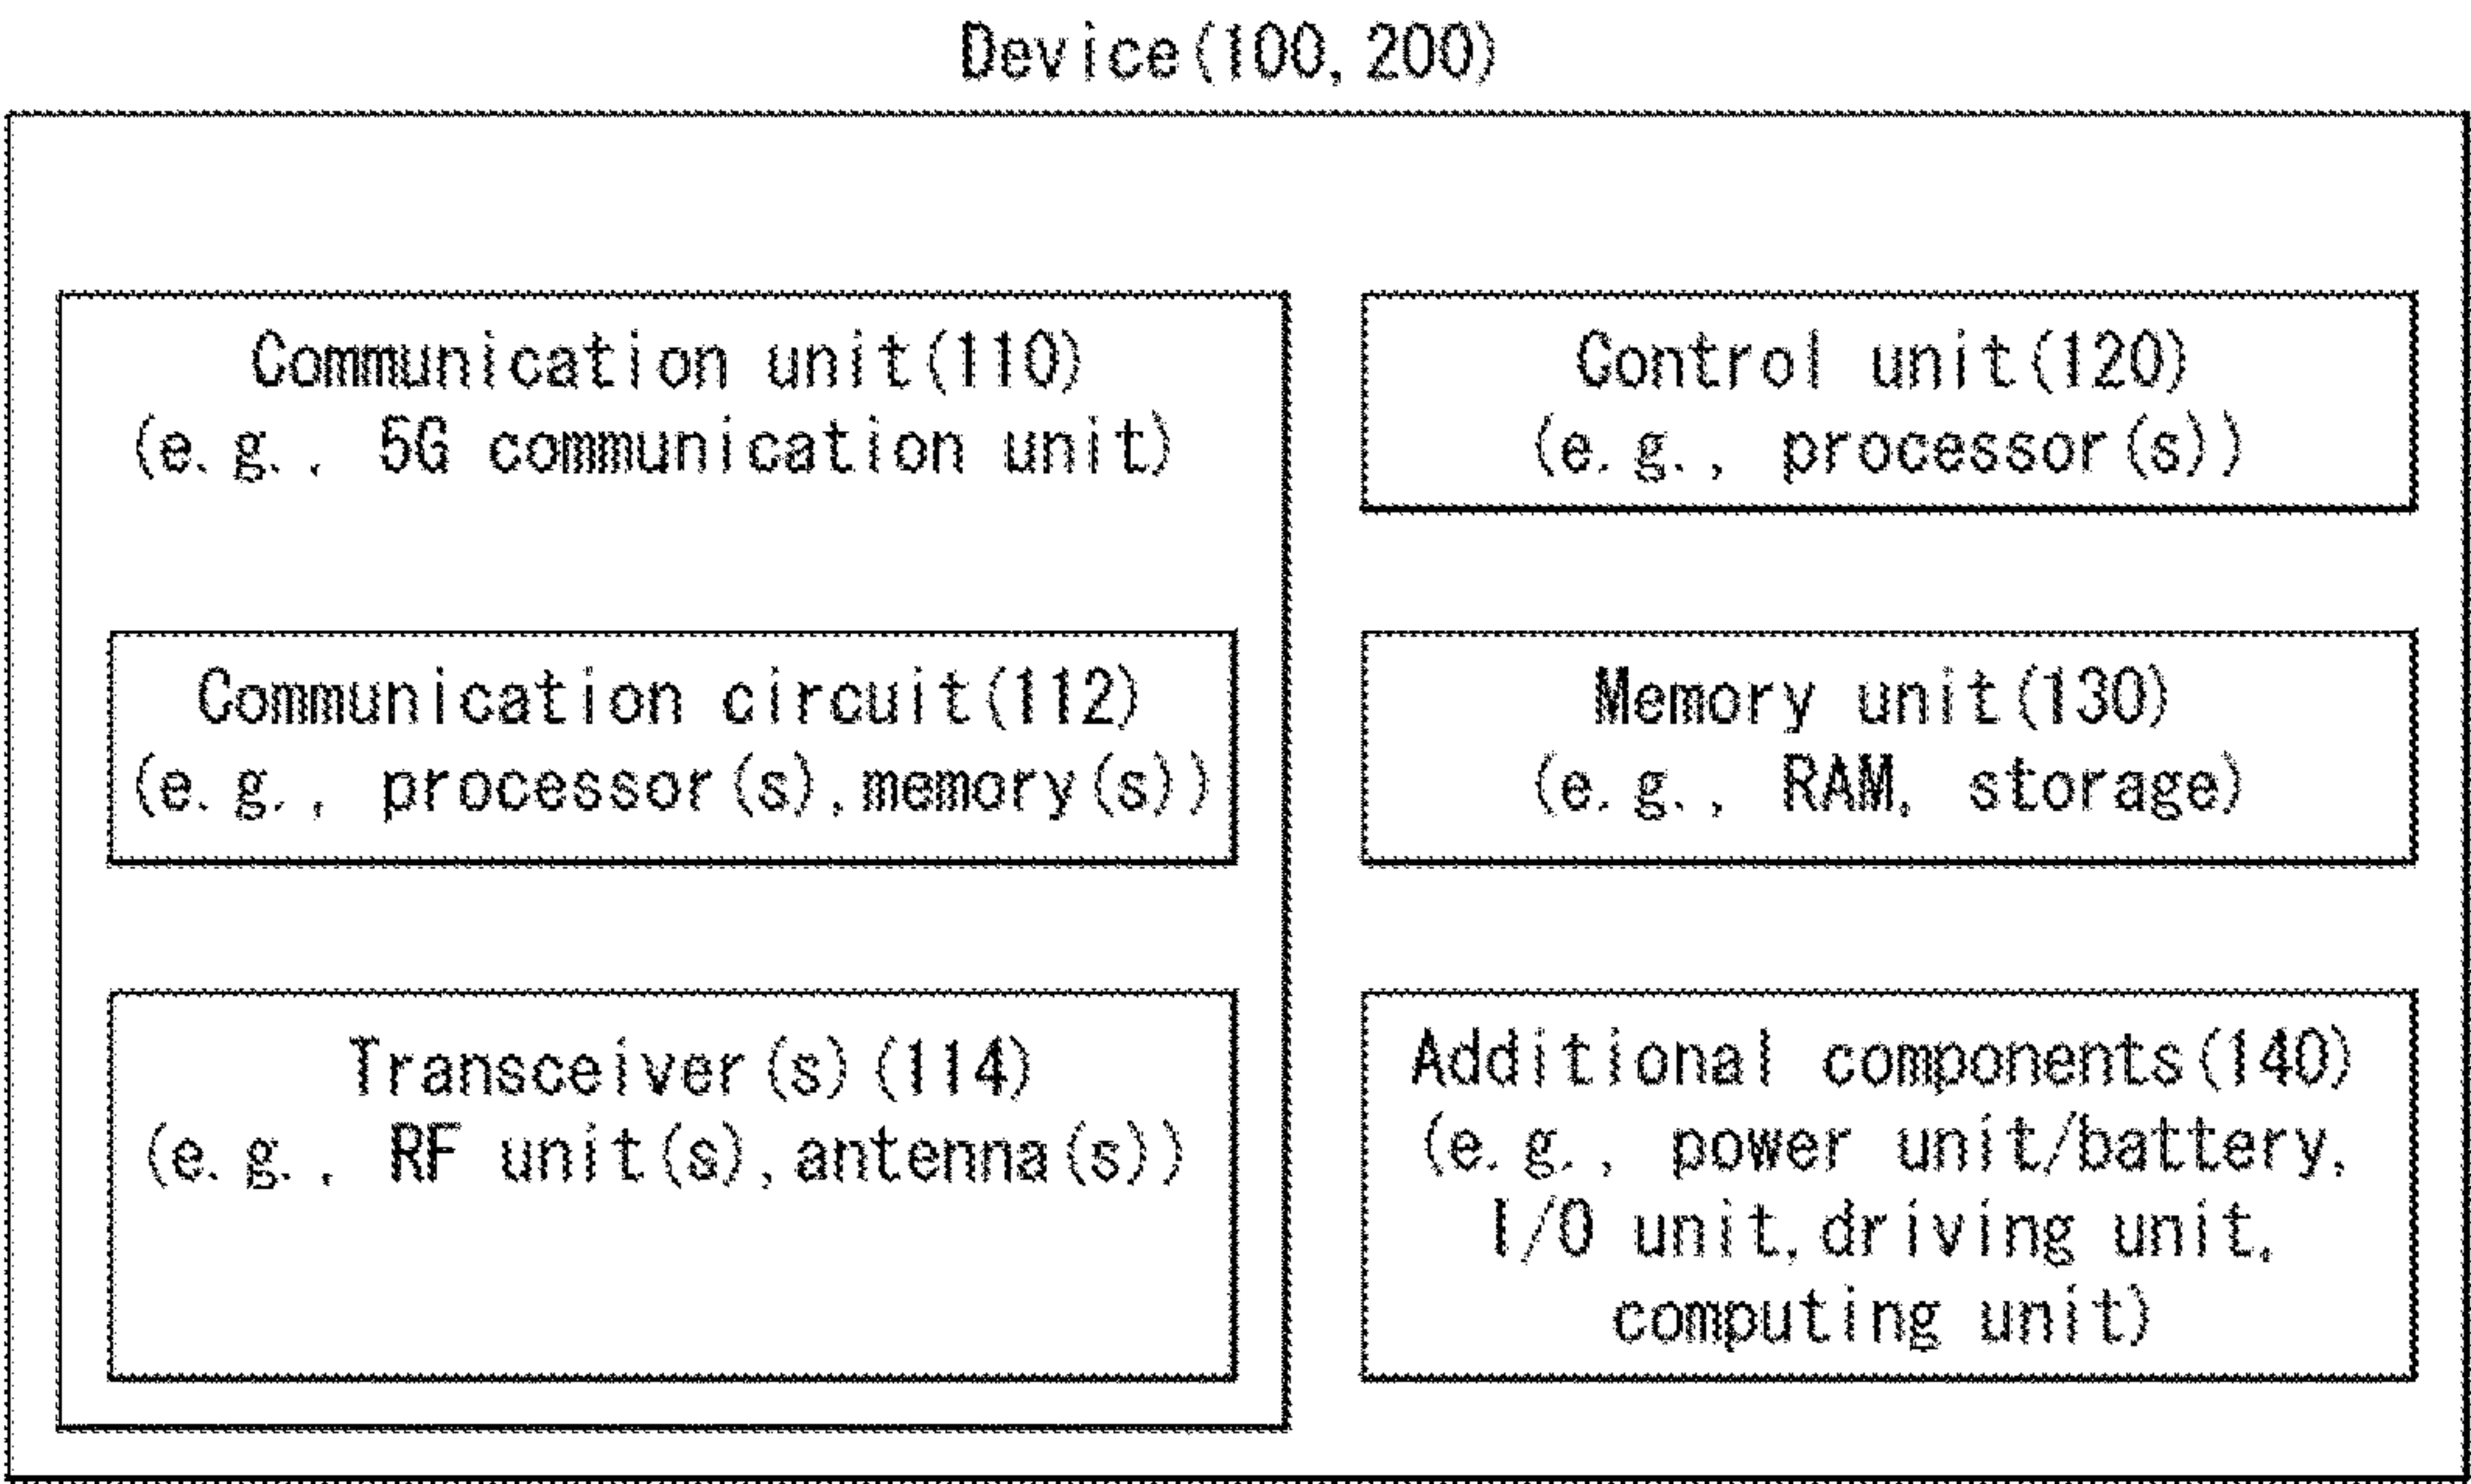 Device(100,200)
Communication unit(110)
(e.g., 5G communication unit)
Communication circuit(112)
(e.g., processor(s),memory(s))
Transceiver(s)(114)
(e.g., RF unit(s),antenna(s))
Control unit(120)
(e.g., processor(s))
Memory unit(130)
(e.g., RAM, storage)
Additional components(140)
(e.g., power unit/battery,
I/O unit,driving unit,
computing unit)